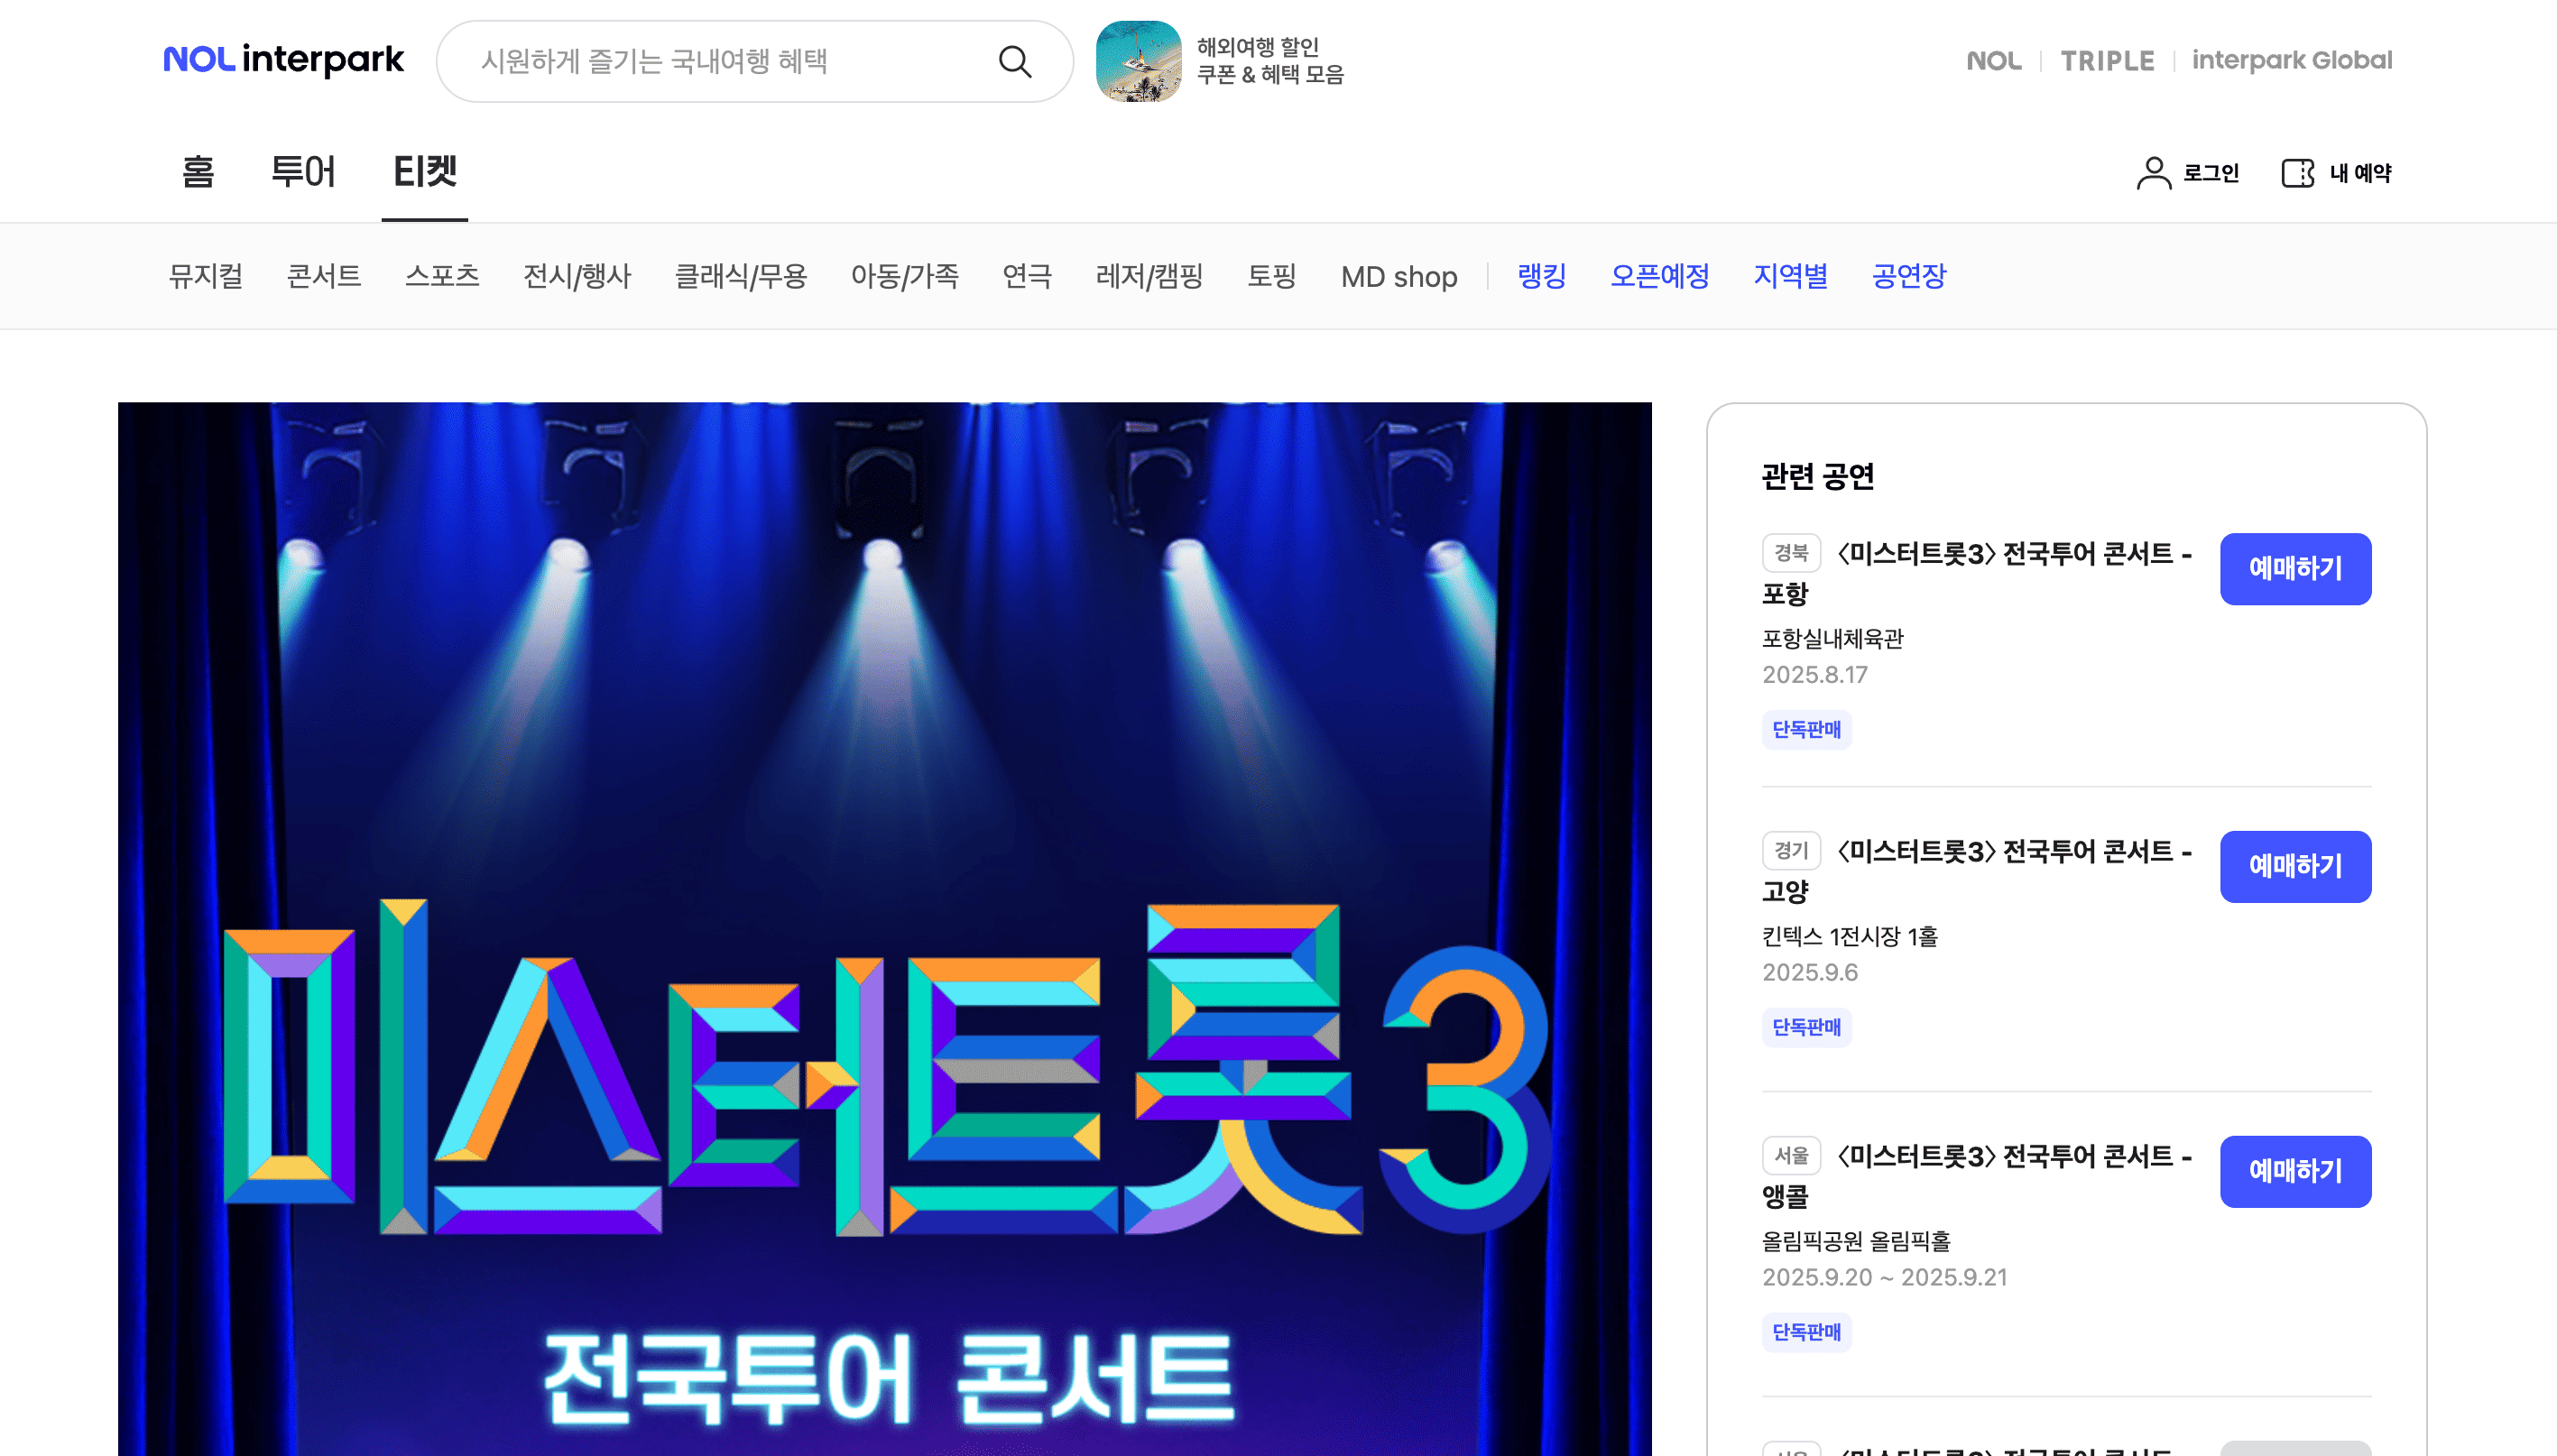 NOL interpark
시원하게 즐기는 국내여행 혜택
해외여행 할인
쿠폰 & 혜택 모음
NOL
TRIPLE
interpark Global
홈
투어
티켓
로그인
내 예약
뮤지컬
콘서트
스포츠
전시/행사
클래식/무용
아동/가족
연극
레저/캠핑
토핑
MD shop
랭킹
오픈예정
지역별
공연장
미스터트롯3
전국투어 콘서트
관련 공연
경북 〈미스터트롯3〉 전국투어 콘서트 -
포항
예매하기
포항실내체육관
2025.8.17
단독판매
경기 〈미스터트롯3〉 전국투어 콘서트 -
고양
예매하기
킨텍스 1전시장 1홀
2025.9.6
단독판매
서울 〈미스터트롯3〉 전국투어 콘서트 -
앵콜
예매하기
올림픽공원 올림픽홀
2025.9.20 ~ 2025.9.21
단독판매